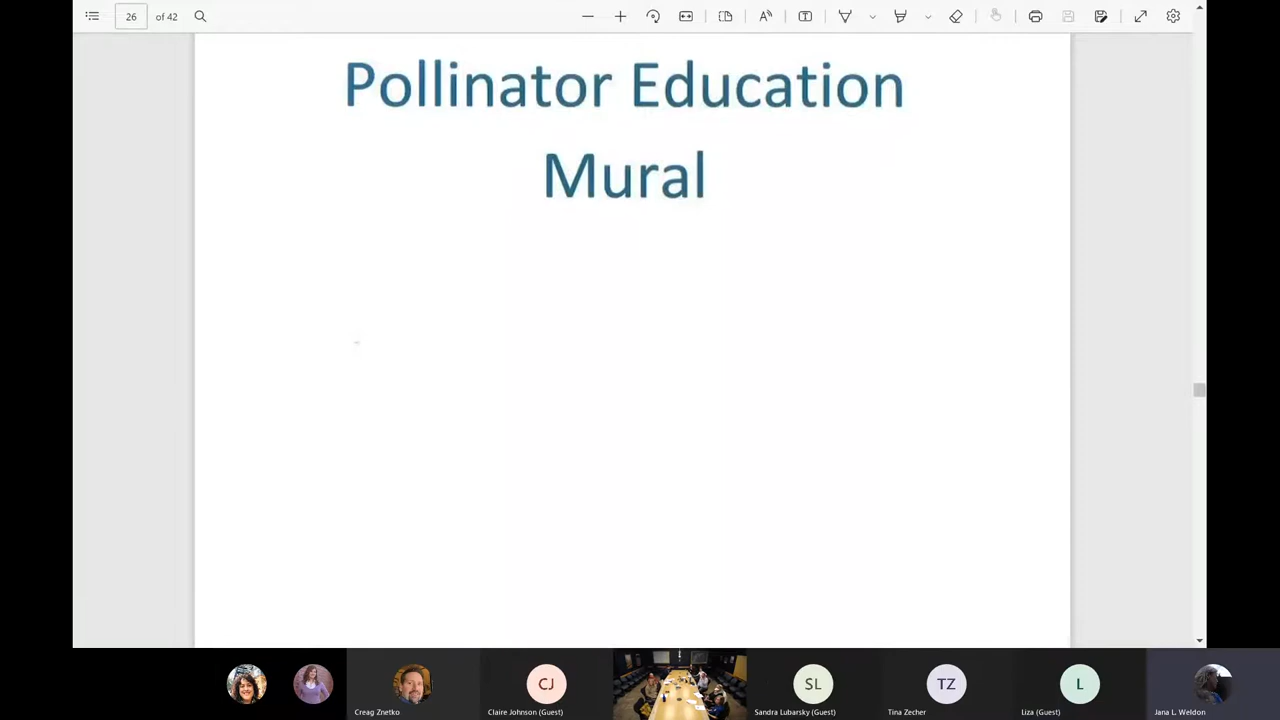 26 of 42
Pollinator Education
Mural
CJ
SL
TZ
L
Creag Znetko
Claire Johnson (Guest)
Sandra Lubarsky (Guest)
Tina Zecher
Liza (Guest)
Jana L. Weldon